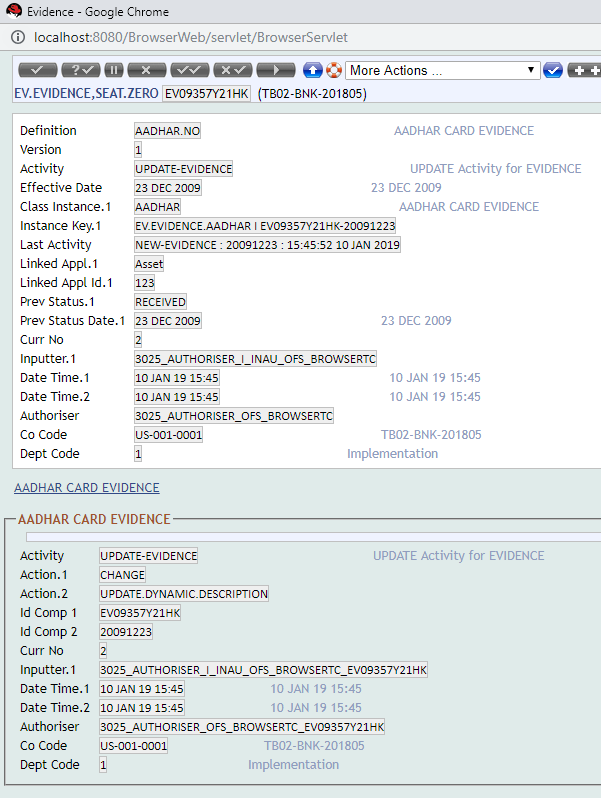 Evidence - Google Chrome
localhost:8080/BrowserWeb/servlet/BrowserServlet
More Actions ...
EV.EVIDENCE,SEAT.ZERO EV09357Y21HK (TB02-BNK-201805)
Definition AADHAR.NO AADHAR CARD EVIDENCE
Version 1
Activity UPDATE-EVIDENCE UPDATE Activity for EVIDENCE
Effective Date 23 DEC 2009 23 DEC 2009
Class Instance.1 AADHAR AADHAR CARD EVIDENCE
Instance Key.1 EV.EVIDENCE.AADHAR I EV09357Y21HK-20091223
Last Activity NEW-EVIDENCE : 20091223 : 15:45:52 10 JAN 2019
Linked Appl.1 Asset
Linked Appl Id.1 123
Prev Status.1 RECEIVED
Prev Status Date.1 23 DEC 2009 23 DEC 2009
Curr No 2
Inputter.1 3025_AUTHORISER_I_INAU_OFS_BROWSERTC
Date Time.1 10 JAN 19 15:45 10 JAN 19 15:45
Date Time.2 10 JAN 19 15:45 10 JAN 19 15:45
Authoriser 3025_AUTHORISER_OFS_BROWSERTC
Co Code US-001-0001 TB02-BNK-201805
Dept Code 1 Implementation
AADHAR CARD EVIDENCE
AADHAR CARD EVIDENCE
Activity UPDATE-EVIDENCE UPDATE Activity for EVIDENCE
Action.1 CHANGE
Action.2 UPDATE.DYNAMIC.DESCRIPTION
Id Comp 1 EV09357Y21HK
Id Comp 2 20091223
Curr No 2
Inputter.1 3025_AUTHORISER_I_INAU_OFS_BROWSERTC_EV09357Y21HK
Date Time.1 10 JAN 19 15:45 10 JAN 19 15:45
Date Time.2 10 JAN 19 15:45 10 JAN 19 15:45
Authoriser 3025_AUTHORISER_OFS_BROWSERTC_EV09357Y21HK
Co Code US-001-0001 TB02-BNK-201805
Dept Code 1 Implementation